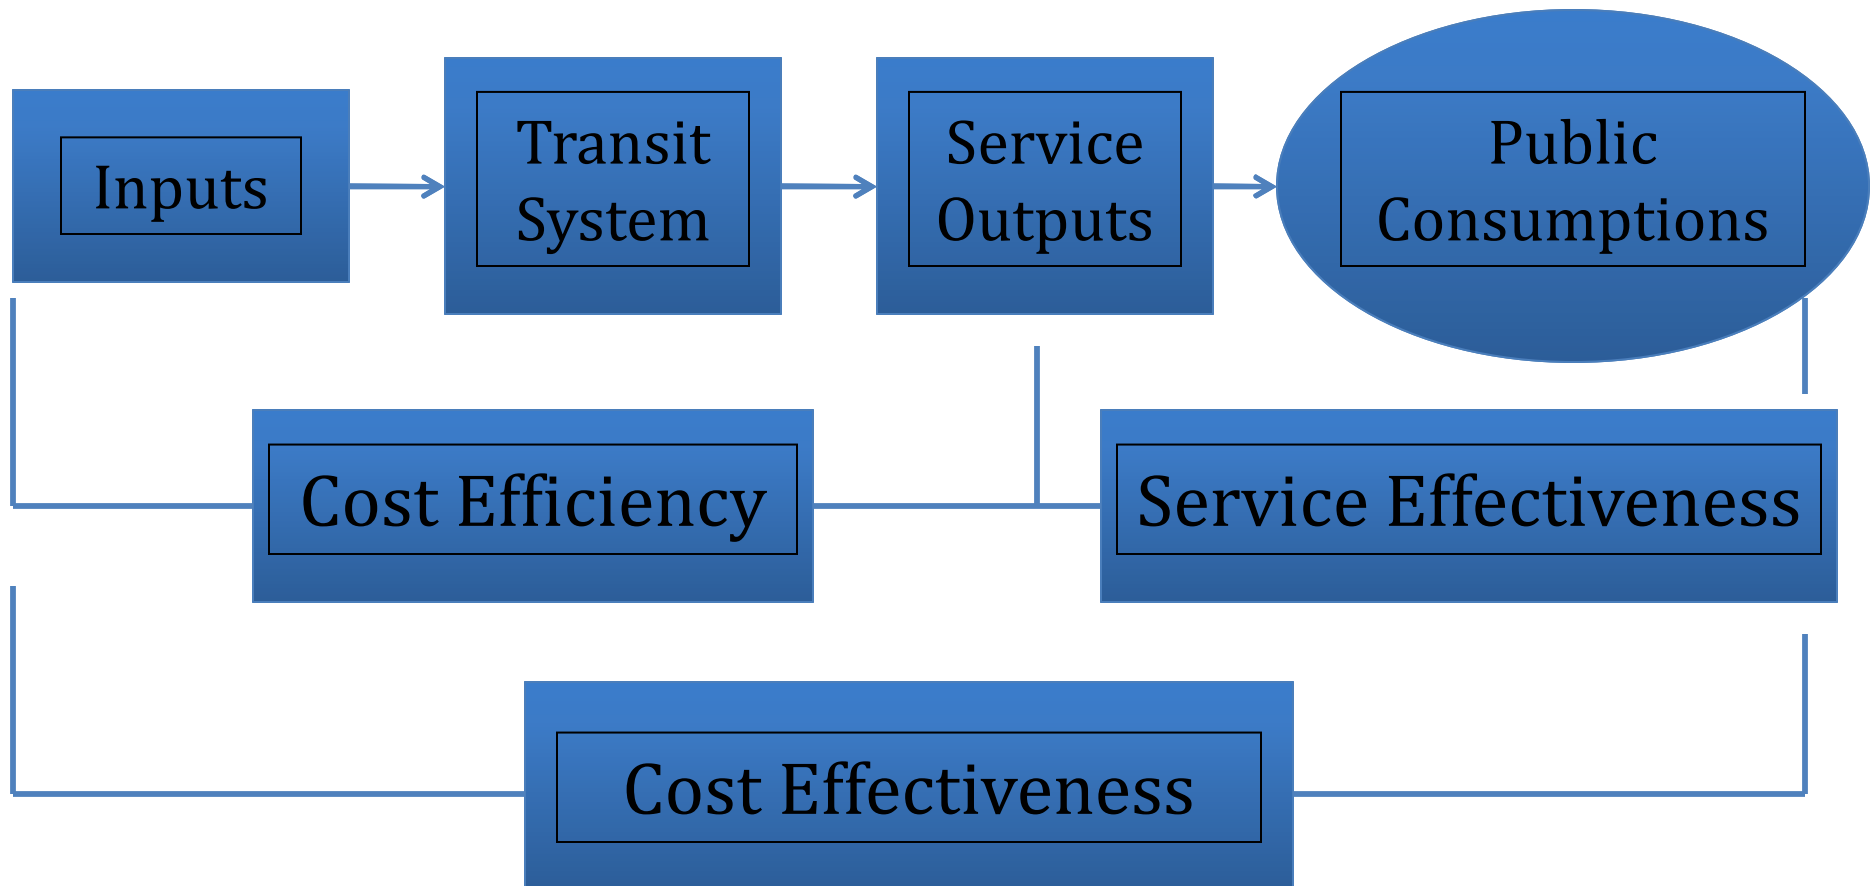 Inputs
Transit
System
Service
Outputs
Public
Consumptions
Cost Efficiency
Service Effectiveness
Cost Effectiveness